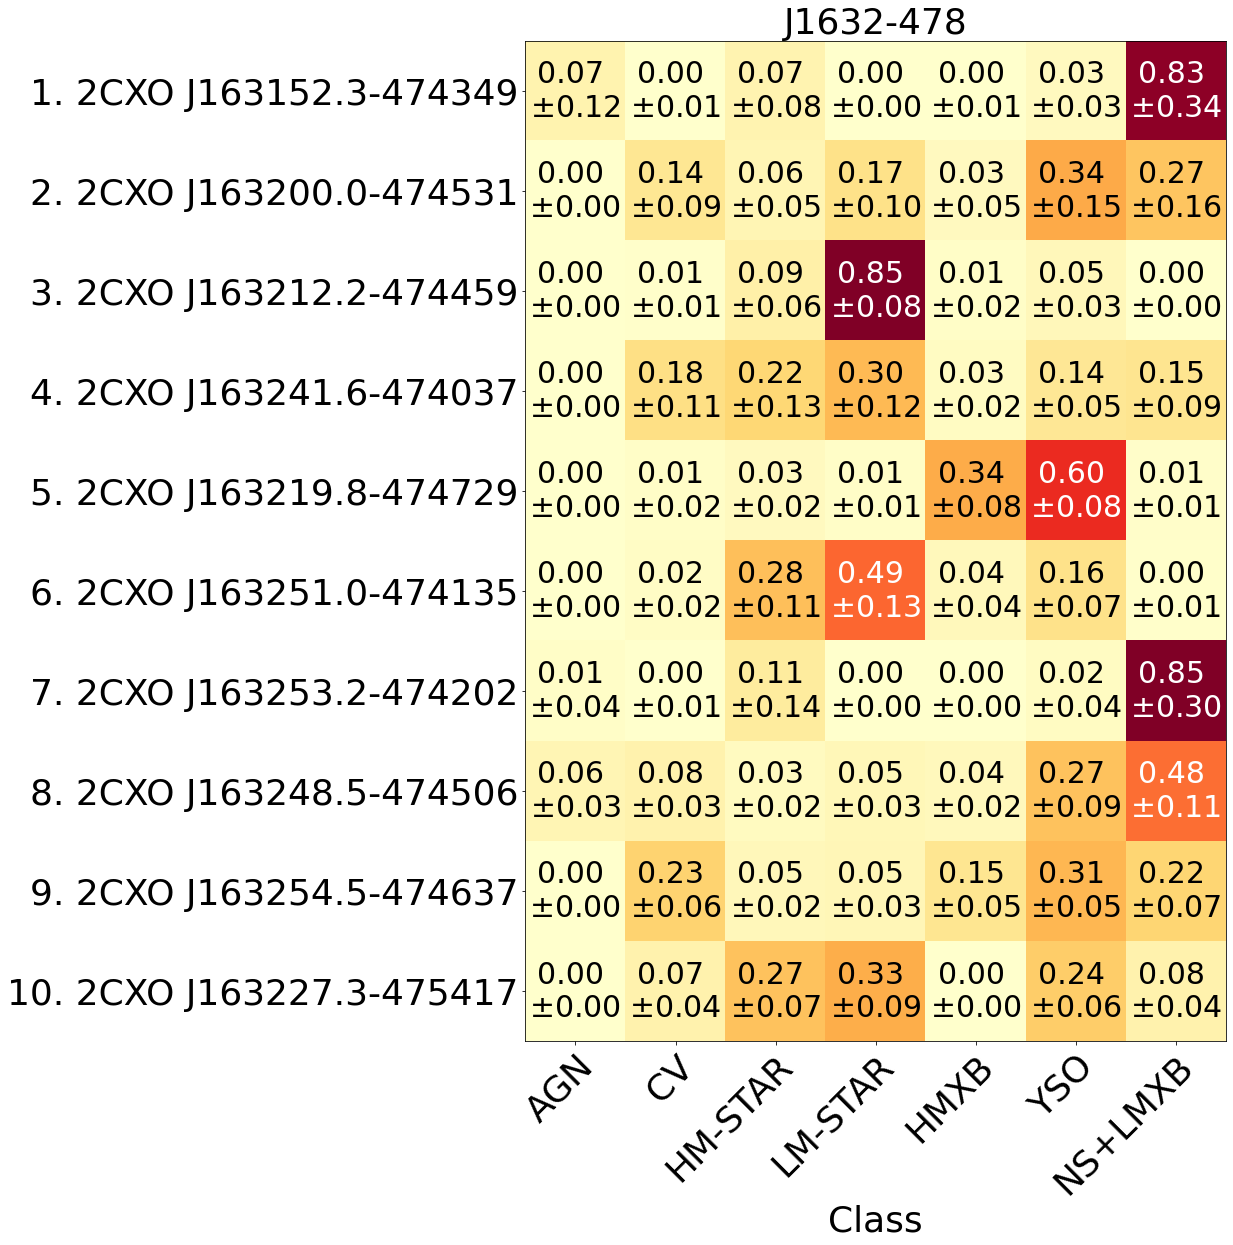 J1632-478
1. 2CXO J163152.3-474349
0.07 0.00 0.07 0.00 0.00 0.03 0.83
±0.12 ±0.01 ±0.08 ±0.00 ±0.01 ±0.03 ±0.34
2. 2CXO J163200.0-474531
0.00 0.14 0.06 0.17 0.03 0.34 0.27
±0.00 ±0.09 ±0.05 ±0.10 ±0.05 ±0.15 ±0.16
3. 2CXO J163212.2-474459
0.00 0.01 0.09 0.85 0.01 0.05 0.00
±0.00 ±0.01 ±0.06 ±0.08 ±0.02 ±0.03 ±0.00
4. 2CXO J163241.6-474037
0.00 0.18 0.22 0.30 0.03 0.14 0.15
±0.00 ±0.11 ±0.13 ±0.12 ±0.02 ±0.05 ±0.09
5. 2CXO J163219.8-474729
0.00 0.01 0.03 0.01 0.34 0.60 0.01
±0.00 ±0.02 ±0.02 ±0.01 ±0.08 ±0.08 ±0.01
6. 2CXO J163251.0-474135
0.00 0.02 0.28 0.49 0.04 0.16 0.00
±0.00 ±0.02 ±0.11 ±0.13 ±0.04 ±0.07 ±0.01
7. 2CXO J163253.2-474202
0.01 0.00 0.11 0.00 0.00 0.02 0.85
±0.04 ±0.01 ±0.14 ±0.00 ±0.00 ±0.04 ±0.30
8. 2CXO J163248.5-474506
0.06 0.08 0.03 0.05 0.04 0.27 0.48
±0.03 ±0.03 ±0.02 ±0.03 ±0.02 ±0.09 ±0.11
9. 2CXO J163254.5-474637
0.00 0.23 0.05 0.05 0.15 0.31 0.22
±0.00 ±0.06 ±0.02 ±0.03 ±0.05 ±0.05 ±0.07
10. 2CXO J163227.3-475417
0.00 0.07 0.27 0.33 0.00 0.24 0.08
±0.00 ±0.04 ±0.07 ±0.09 ±0.00 ±0.06 ±0.04
AGN
CV
HM-STAR
LM-STAR
HMXB
YSO
NS+LMXB
Class